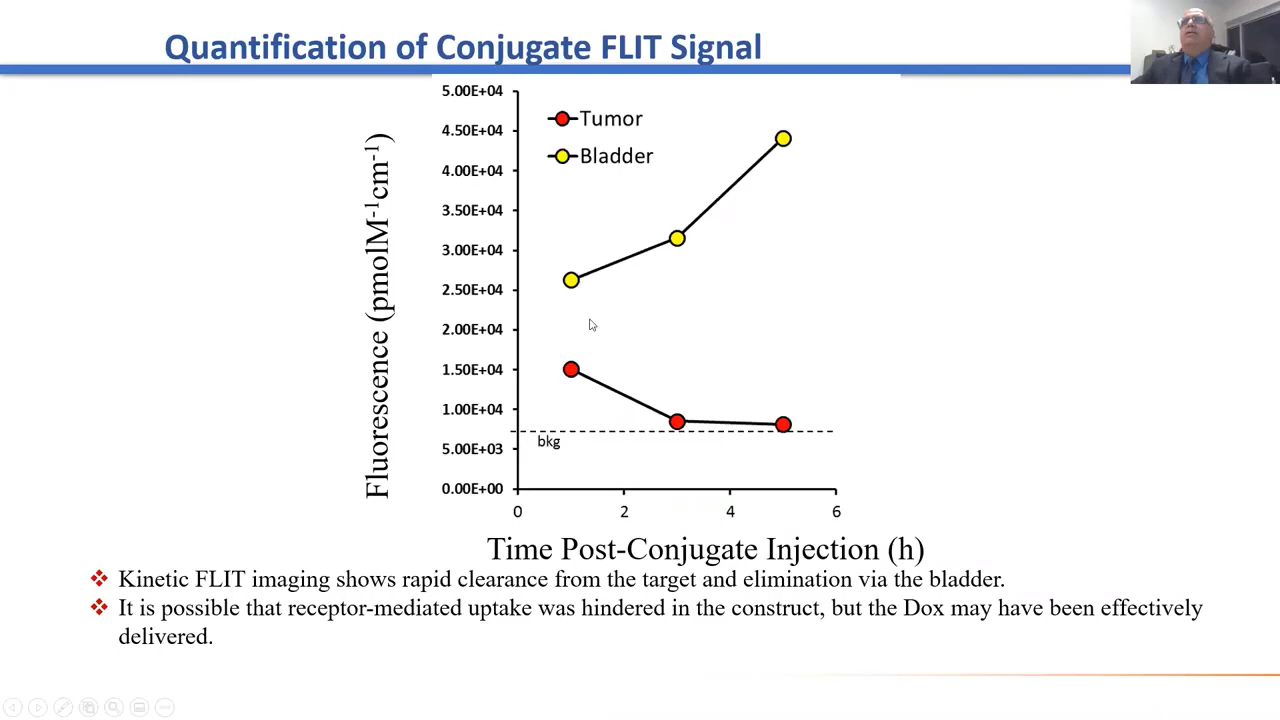 Quantification of Conjugate FLIT Signal
5.00E+04
4.50E+04
4.00E+04
3.50E+04
3.00E+04
2.50E+04
2.00E+04
1.50E+04
1.00E+04
5.00E+03
0.00E+00
Fluorescence (pmolM⁻¹cm⁻¹)
Tumor
Bladder
bkg
0 2 4 6
Time Post-Conjugate Injection (h)
❖ Kinetic FLIT imaging shows rapid clearance from the target and elimination via the bladder.
❖ It is possible that receptor-mediated uptake was hindered in the construct, but the Dox may have been effectively
delivered.